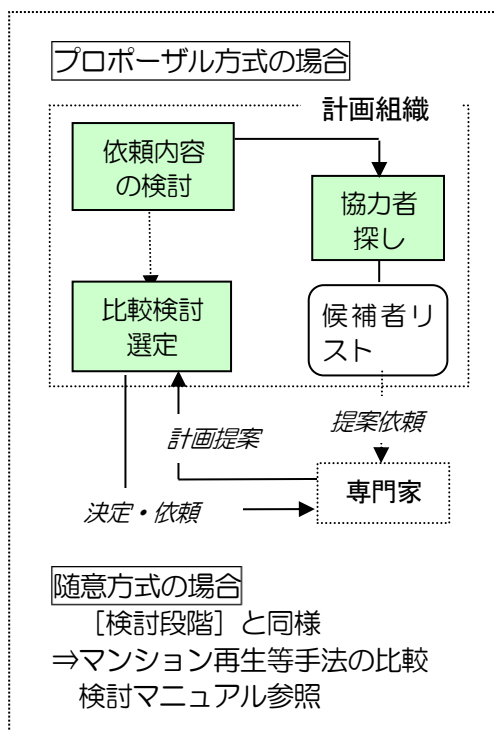 プロポーザル方式の場合
計画組織
依頼内容
の検討
協力者
探し
比較検討
選定
候補者リ
スト
計画提案
提案依頼
専門家
決定・依頼
随意方式の場合
［検討段階］と同様
⇒マンション再生等手法の比較
検討マニュアル参照